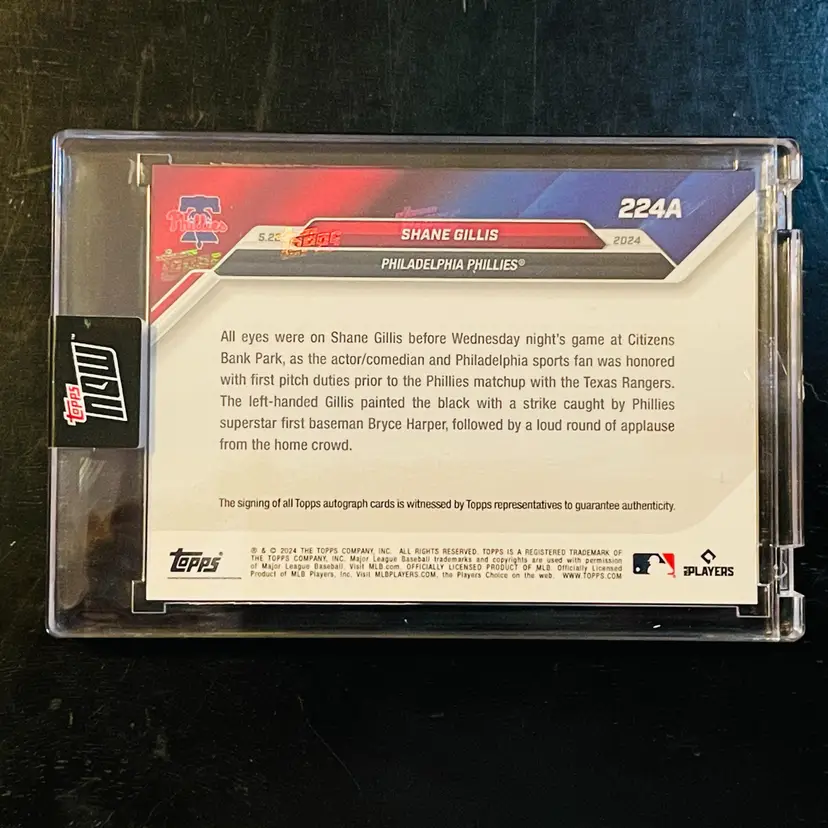 224A
Phillies
SHANE GILLIS
2024
PHILADELPHIA PHILLIES®
All eyes were on Shane Gillis before Wednesday night's game at Citizens
Bank Park, as the actor/comedian and Philadelphia sports fan was honored
with first pitch duties prior to the Phillies matchup with the Texas Rangers.
The left-handed Gillis painted the black with a strike caught by Phillies
superstar first baseman Bryce Harper, followed by a loud round of applause
from the home crowd.
topps NOW™
The signing of all Topps autograph cards is witnessed by Topps representatives to guarantee authenticity.
topps®
® & © 2024 THE TOPPS COMPANY, INC. ALL RIGHTS RESERVED. TOPPS IS A REGISTERED TRADEMARK OF
THE TOPPS COMPANY, INC. Major League Baseball trademarks and copyrights are used with permission
of Major League Baseball. Visit MLB.com. OFFICIALLY LICENSED PRODUCT OF MLB. Officially Licensed
Product of MLB Players, Inc. Visit MLBPLAYERS.COM, the Players Choice on the web. WWW.TOPPS.COM
PLAYERS